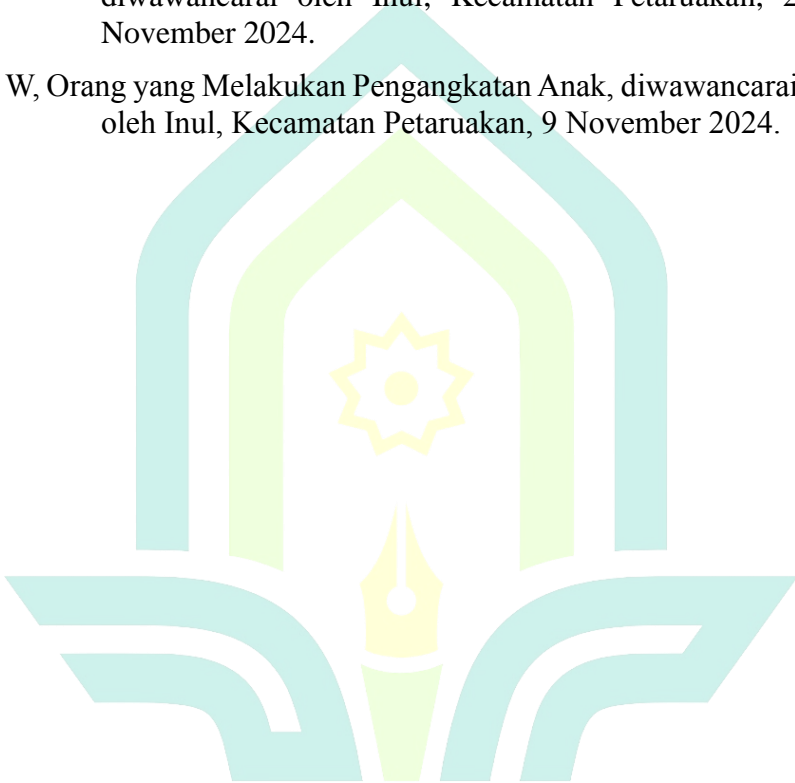 diwawancarai oleh Inul, Kecamatan Petaruakan, 2
November 2024.
W, Orang yang Melakukan Pengangkatan Anak, diwawancarai
oleh Inul, Kecamatan Petaruakan, 9 November 2024.